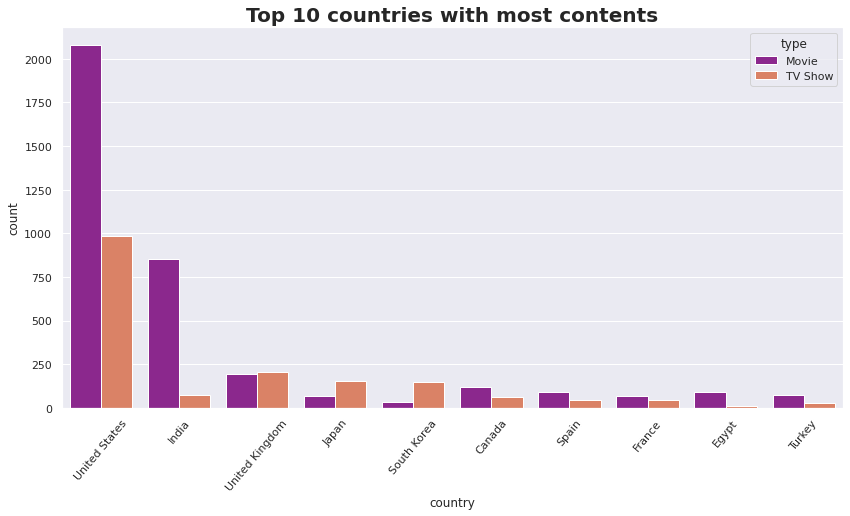 Top 10 countries with most contents
type
Movie
TV Show
2000
1750
1500
1250
1000
750
500
250
0
count
United States
India
United Kingdom
Japan
South Korea
Canada
Spain
France
Egypt
Turkey
country